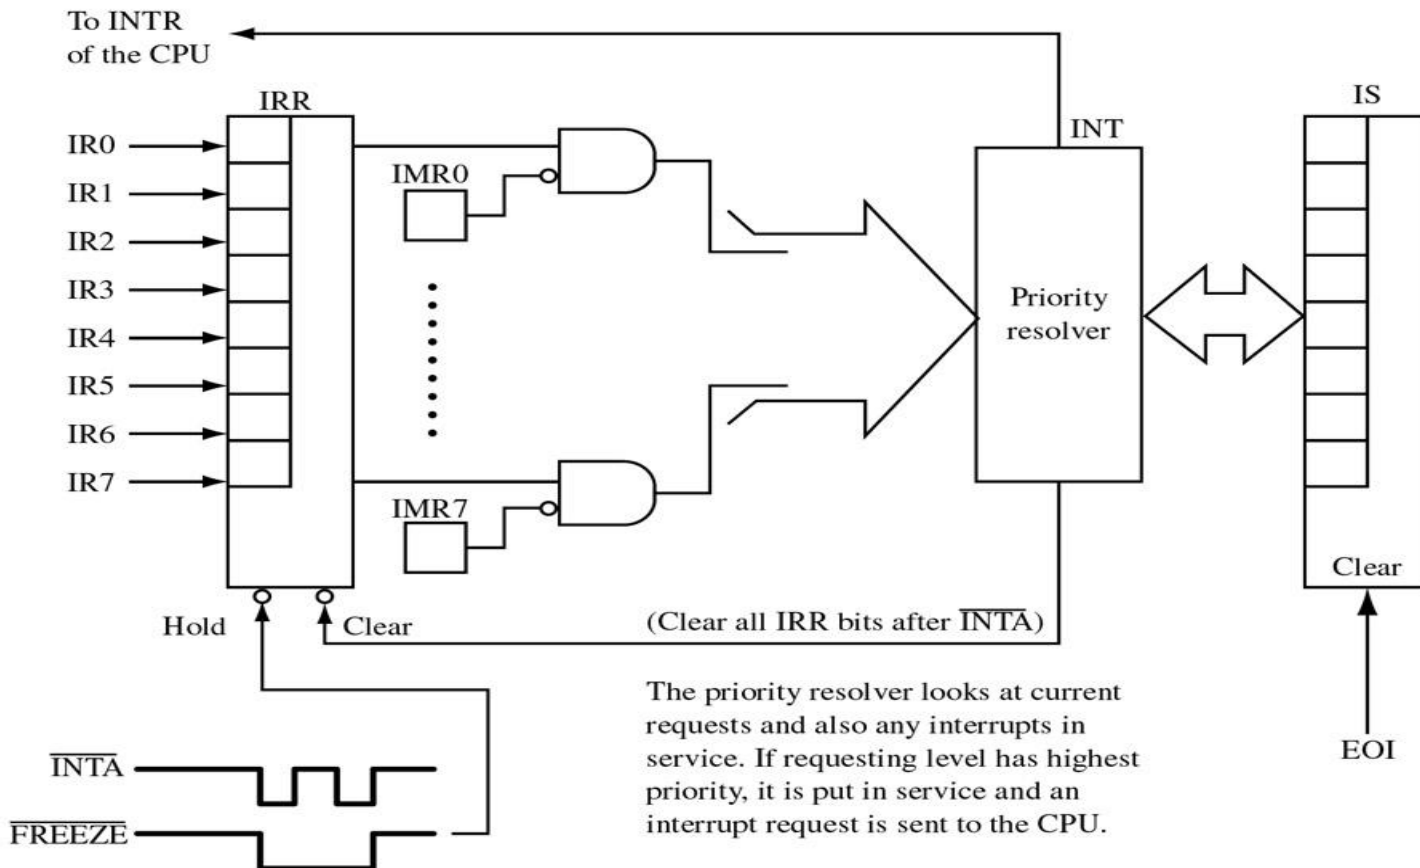 To INTR
of the CPU
IRR
IS
INT
IR0
IR1
IR2
IR3
IR4
IR5
IR6
IR7
IMR0
IMR7
Priority
resolver
Hold
Clear
(Clear all IRR bits after I̅N̅T̅A̅)
Clear
EOI
The priority resolver looks at current
requests and also any interrupts in
service. If requesting level has highest
priority, it is put in service and an
interrupt request is sent to the CPU.
I̅N̅T̅A̅
F̅R̅E̅E̅Z̅E̅